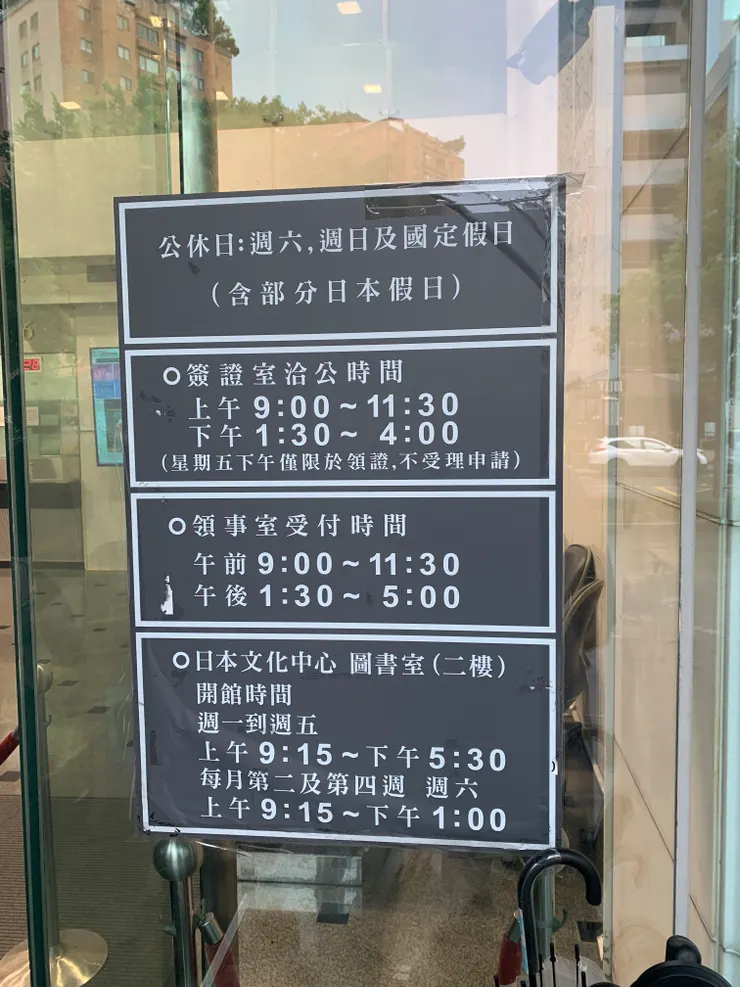 公休日:週六,週日及國定假日
(含部分日本假日)
○簽證室洽公時間
上午 9:00～11:30
下午 1:30～ 4:00
(星期五下午僅限於領證,不受理申請)
○領事室受付時間
午前 9:00～11:30
午後 1:30～ 5:00
○日本文化中心 圖書室(二樓)
開館時間
週一到週五
上午 9:15～下午 5:30
每月第二及第四週 週六
上午 9:15～下午 1:00